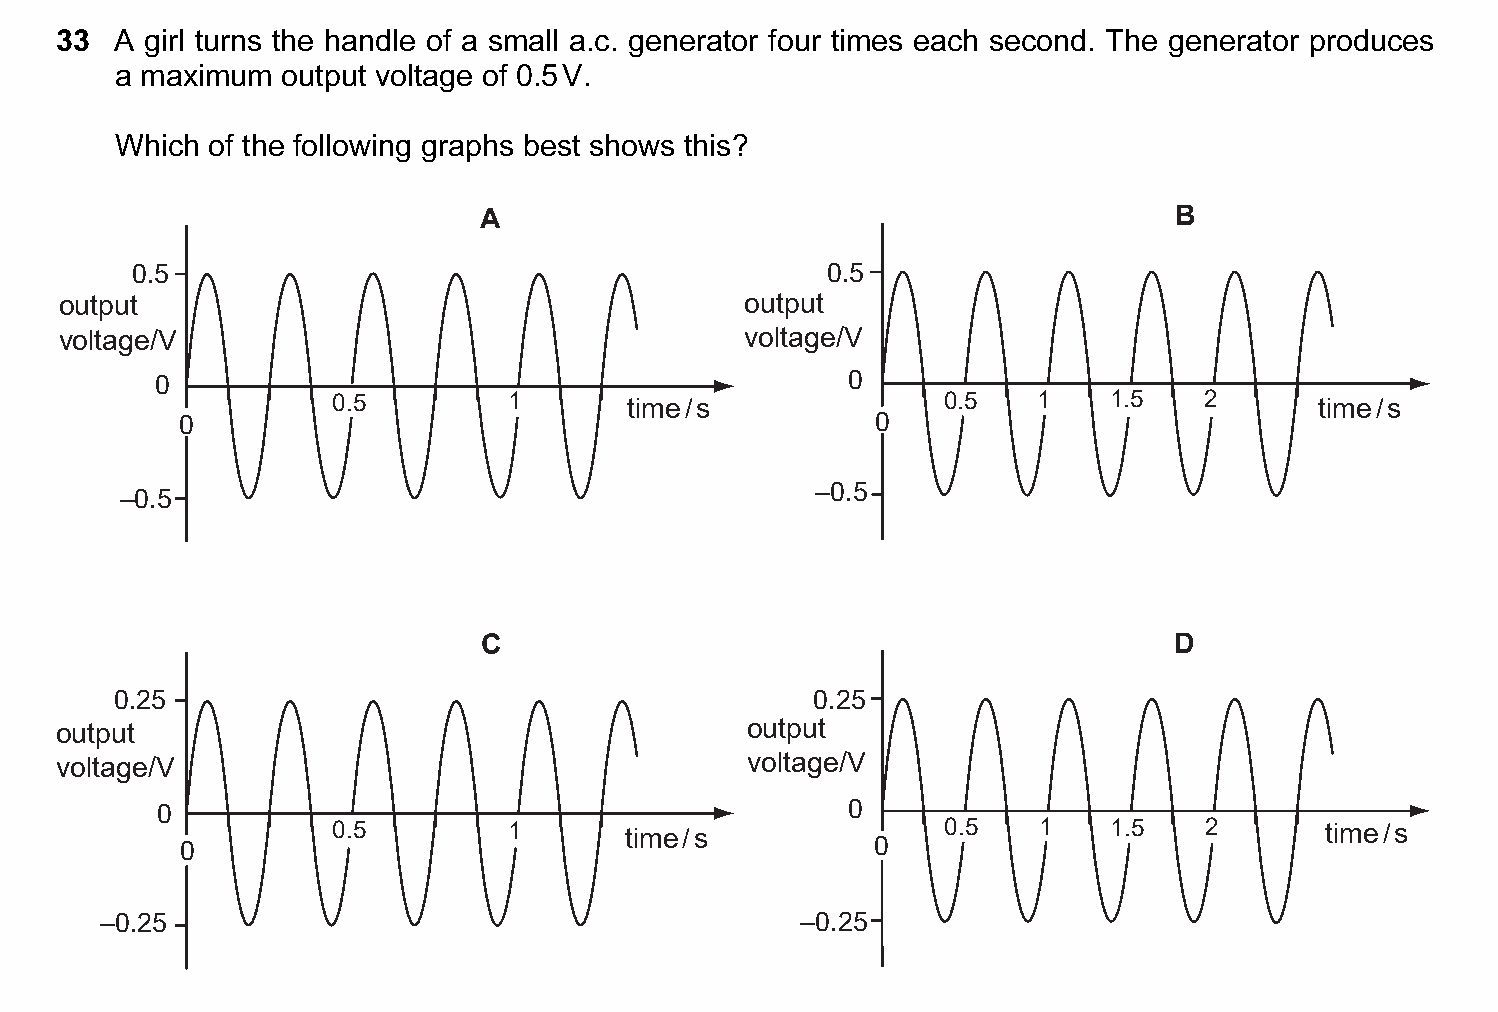 33 A girl turns the handle of a small a.c. generator four times each second. The generator produces
a maximum output voltage of 0.5 V.
Which of the following graphs best shows this?
A
0.5
output
voltage/V
0
0
0.5
1
time/s
–0.5
B
0.5
output
voltage/V
0
0
0.5
1
1.5
2
time/s
–0.5
C
0.25
output
voltage/V
0
0
0.5
1
time/s
–0.25
D
0.25
output
voltage/V
0
0
0.5
1
1.5
2
time/s
–0.25